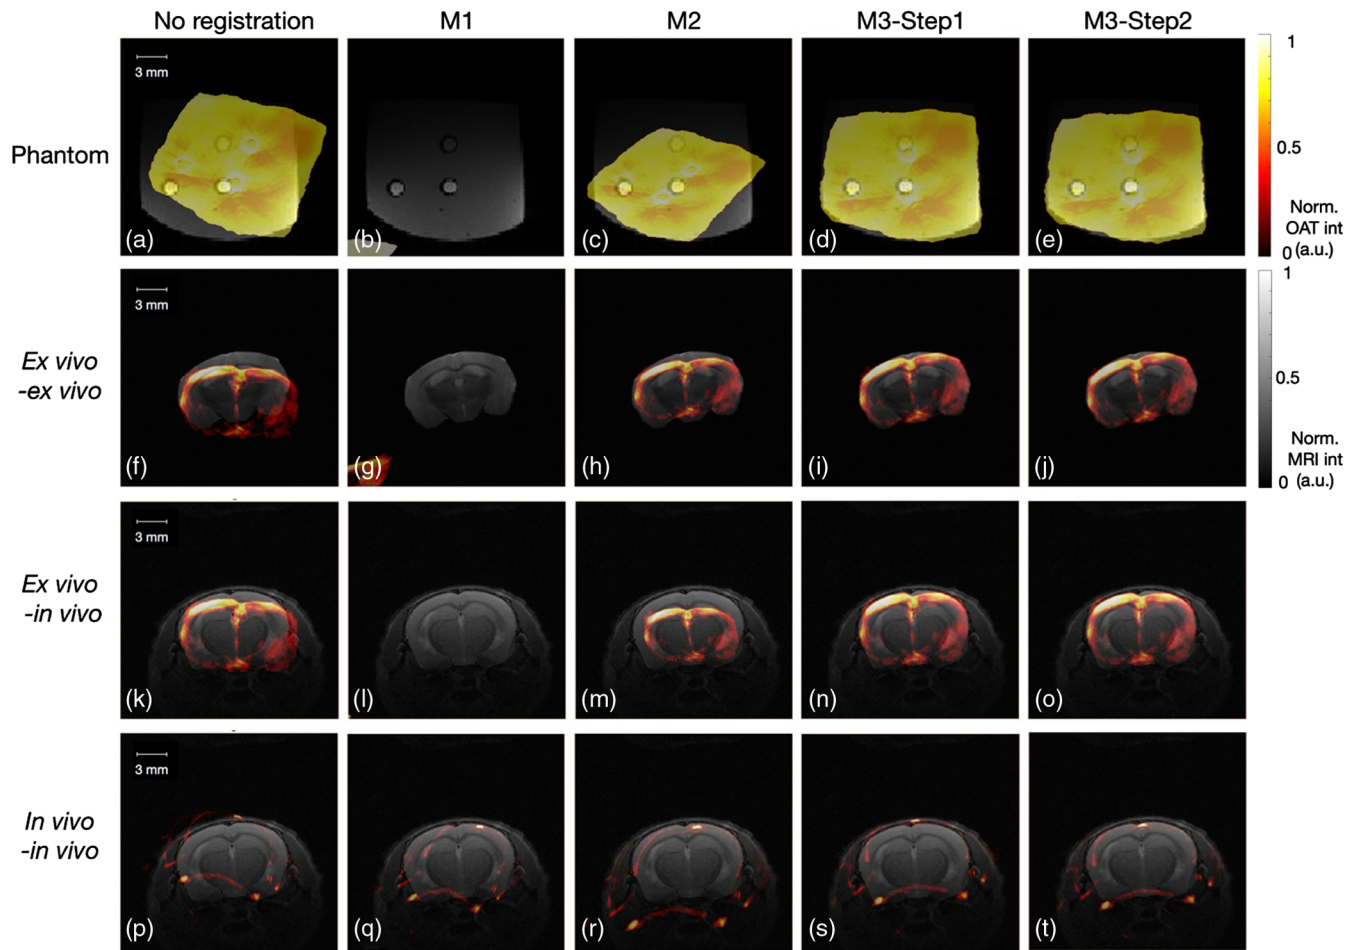 No registration M1 M2 M3-Step1 M3-Step2
3 mm
1
Phantom
0.5
Norm.
OAT int
0 (a.u.)
(a) (b) (c) (d) (e)
3 mm
1
Ex vivo
-ex vivo
0.5
Norm.
MRI int
0 (a.u.)
(f) (g) (h) (i) (j)
3 mm
Ex vivo
-in vivo
(k) (l) (m) (n) (o)
3 mm
In vivo
-in vivo
(p) (q) (r) (s) (t)